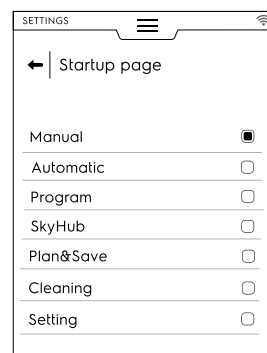 SETTINGS
Startup page
Manual
Automatic
Program
SkyHub
Plan&Save
Cleaning
Setting